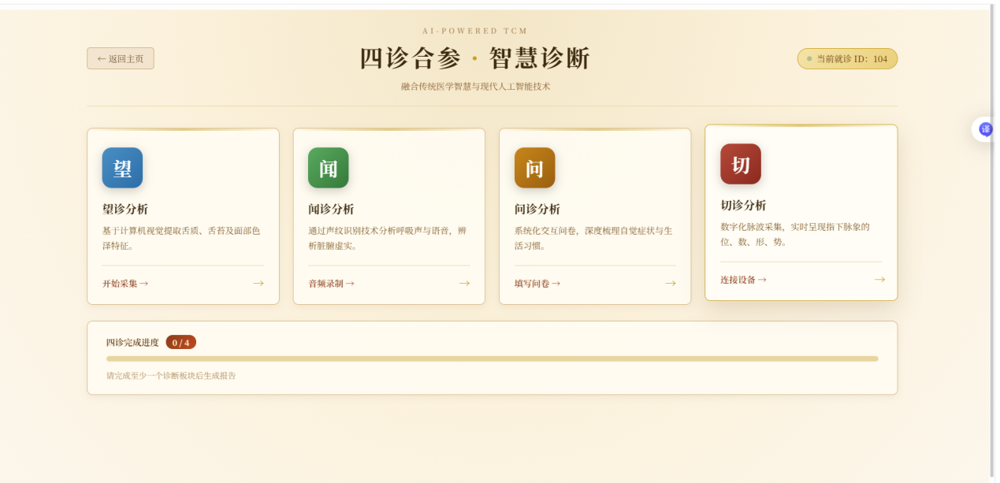 AI-POWERED TCM
← 返回主页
四诊合参 · 智慧诊断
当前就诊 ID：104
融合传统医学智慧与现代人工智能技术
望
望诊分析
基于计算机视觉提取舌质、舌苔及面部色
泽特征。
开始采集 → →
闻
闻诊分析
通过声纹识别技术分析呼吸声与语音，辨
析脏腑虚实。
音频录制 → →
问
问诊分析
系统化交互问卷，深度梳理自觉症状与生
活习惯。
填写问卷 → →
切
切诊分析
数字化脉波采集，实时呈现指下脉象的
位、数、形、势。
连接设备 → →
译
四诊完成进度 0 / 4
请完成至少一个诊断板块后生成报告